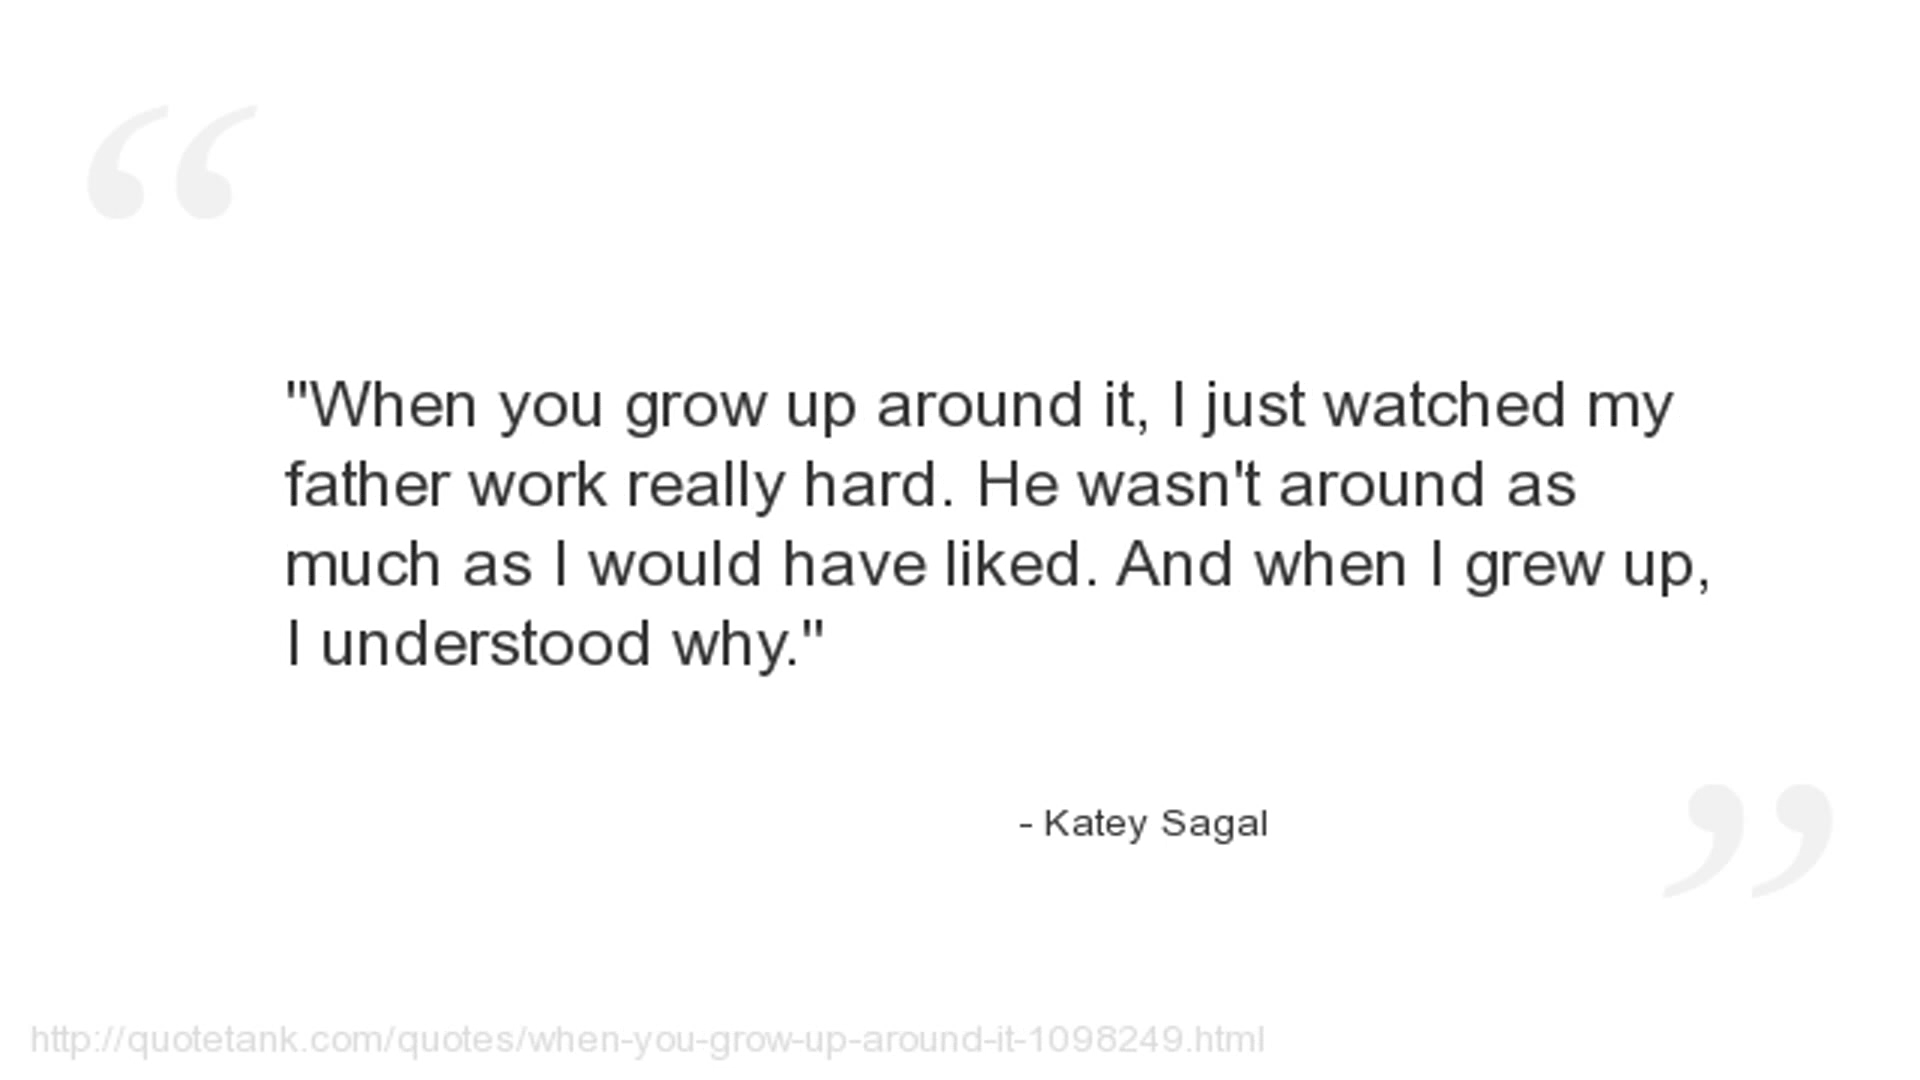 "When you grow up around it, I just watched my
father work really hard. He wasn't around as
much as I would have liked. And when I grew up,
I understood why."
- Katey Sagal
http://quotetank.com/quotes/when-you-grow-up-around-it-1098249.html